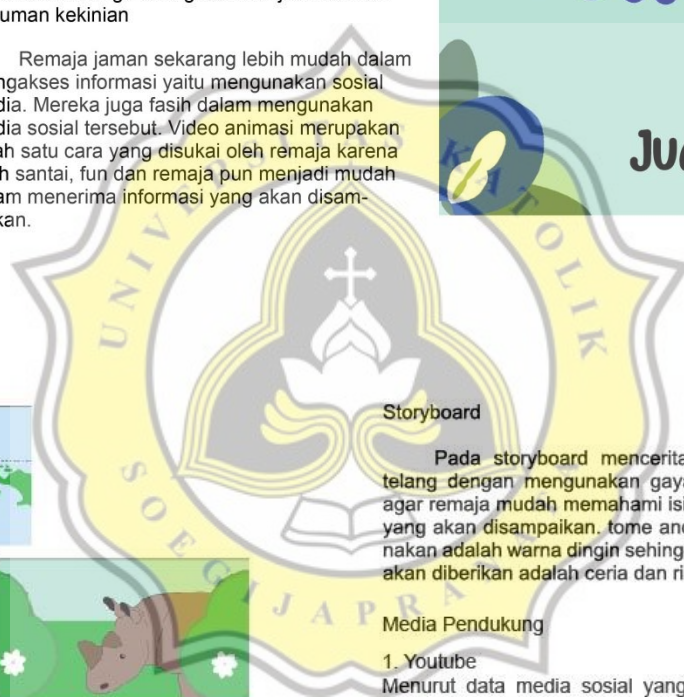 uman kekinian
Remaja jaman sekarang lebih mudah dalam
ngakses informasi yaitu mengunakan sosial
dia. Mereka juga fasih dalam mengunakan
dia sosial tersebut. Video animasi merupakan
ah satu cara yang disukai oleh remaja karena
h santai, fun dan remaja pun menjadi mudah
am menerima informasi yang akan disam-
kan.
UNIVERSITAS KATOLIK
SOEGIJAPRANATA
Storyboard
Pada storyboard mencerita
telang dengan mengunakan gaya
agar remaja mudah memahami isi
yang akan disampaikan. tome and
nakan adalah warna dingin sehing
akan diberikan adalah ceria dan ri
Media Pendukung
1. Youtube
Menurut data media sosial yang